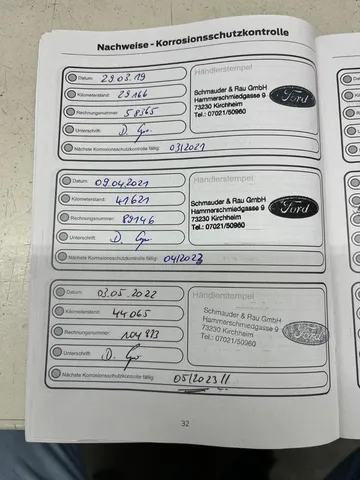 Nachweise - Korrosionsschutzkontrolle
Datum: 29.03.19
Kilometerstand: 29166
Rechnungsnummer: 58565
Unterschrift:
Nächste Korrosionsschutzkontrolle fällig: 03/2021
Händlerstempel
Schmauder & Rau GmbH
Hammerschmiedgasse 9
73230 Kirchheim
Tel.: 07021/50960
Ford
Datum: 09.04.2021
Kilometerstand: 41621
Rechnungsnummer: 89146
Unterschrift:
Nächste Korrosionsschutzkontrolle fällig: 04/2023
Händlerstempel
Schmauder & Rau GmbH
Hammerschmiedgasse 9
73230 Kirchheim
Tel.: 07021/50960
Ford
Datum: 03.05.2022
Kilometerstand: 44065
Rechnungsnummer: 104873
Unterschrift:
Nächste Korrosionsschutzkontrolle fällig: 05/2023 //
Händlerstempel
Schmauder & Rau GmbH
Hammerschmiedgasse 9
73230 Kirchheim
Tel.: 07021/50960
Ford
32